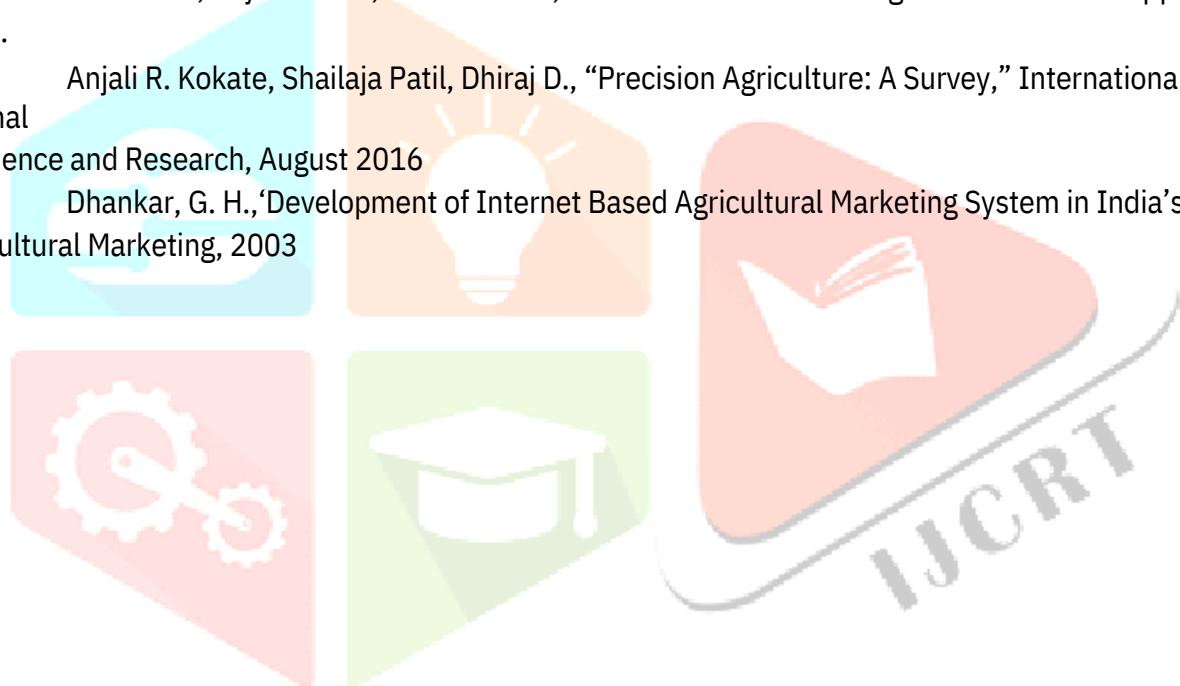 .
Anjali R. Kokate, Shailaja Patil, Dhiraj D., “Precision Agriculture: A Survey,” Internationa
nal
ence and Research, August 2016
Dhankar, G. H.,‘Development of Internet Based Agricultural Marketing System in India’s
ultural Marketing, 2003
IJCRT